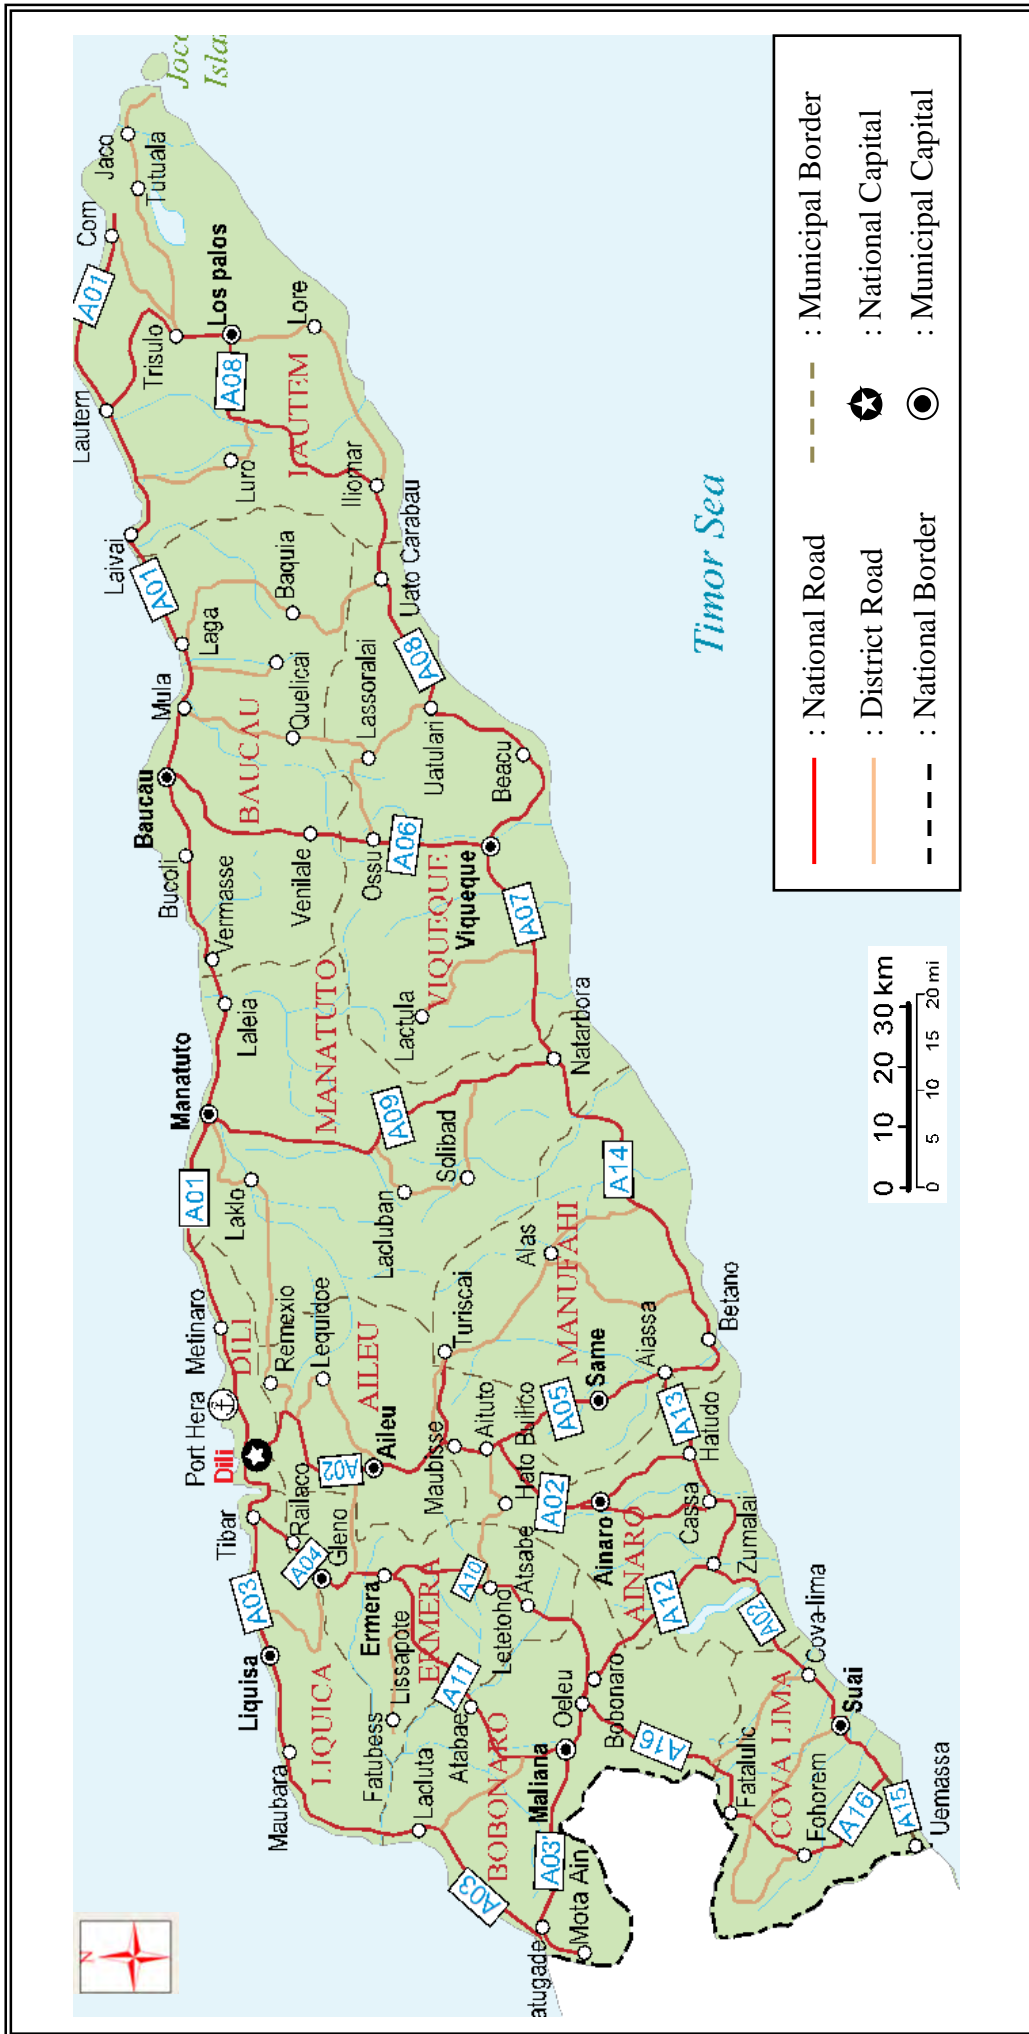 N
Joco
Isla
Jaco
Tutuala
Com
A01
Los palos
Lore
Trisulo
A08
LAUTEM
Lautem
Luro
Iliomar
Laivai
A01
Baquia
Uato Carabau
Laga
Quelicai
Lassoralai
A08
Mula
BAUCAU
Uatulari
Beacu
Baucau
Venilale
Ossu
A06
Bucoli
VIQUEQUE
Viqueque
Vermasse
A07
MANATUTO
Lactula
Laleia
Natarbora
Manatuto
A09
Solibad
A01
Laklo
Lacluban
A14
Alas
MANUFAHI
Metinaro
Remexio
Lequidoe
Turiscai
Betano
DILI
AILEU
Port Hera
Dili
Same
Aiassa
Aituto
Hato Builico
A05
A13
Hatudo
A02
Aileu
Maubisse
A02
Ainaro
Cassa
Tibar
Railaco
A04
Gleno
AINARO
Zumalai
A03
Ermera
ERMERA
A10
Atsabe
Letetoho
A12
A02
Liquisa
Lissapote
A11
Cova-lima
LIQUICA
Fatubess
Atabae
Oeleu
Bobonaro
Suai
Maubara
Lacluta
BOBONARO
Maliana
A16
Fatalulic
COVA LIMA
Fohorem
A16
A15
Uemassa
A03
A03'
Mota Ain
atugade
Timor Sea
0 10 20 30 km
0 5 10 15 20 mi
: National Road
: Municipal Border
: District Road
: National Capital
: National Border
: Municipal Capital